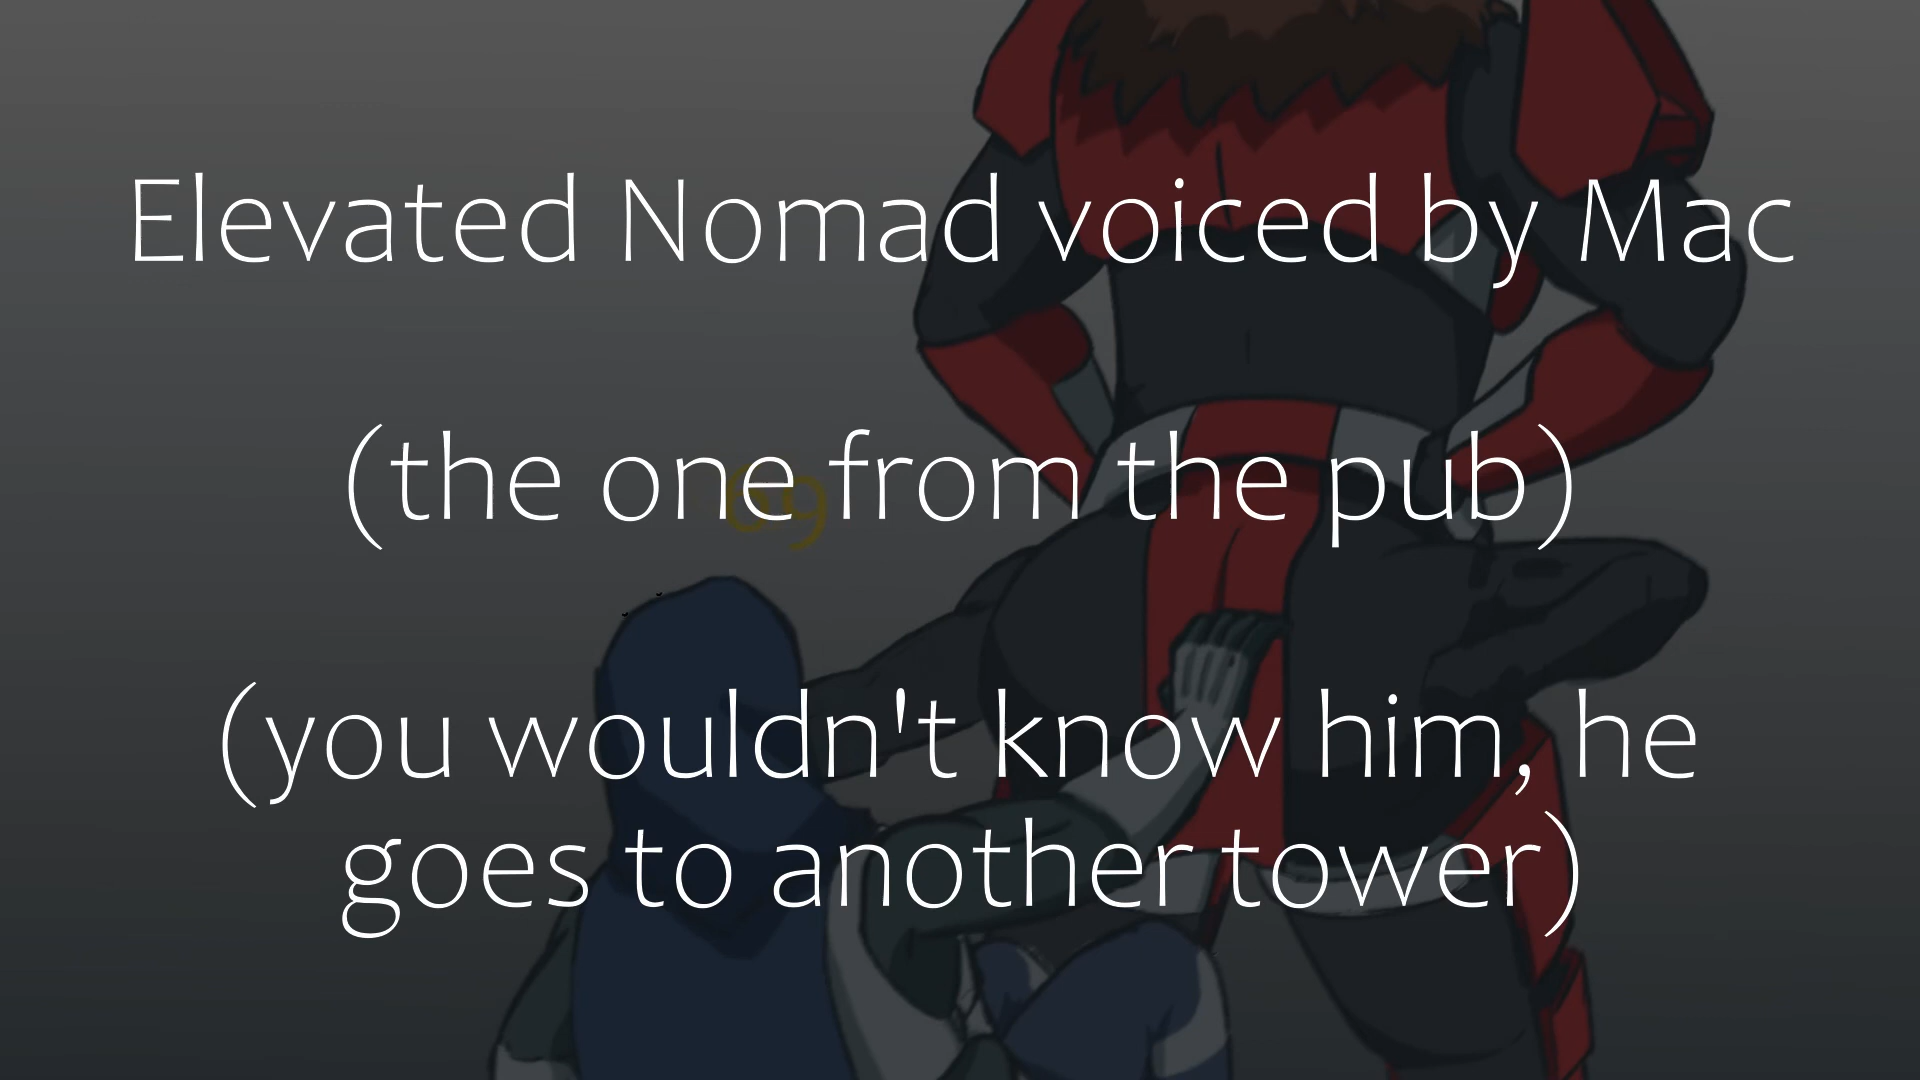 Elevated Nomad voiced by Mac
(the one from the pub)
69
(you wouldn't know him, he
goes to another tower)